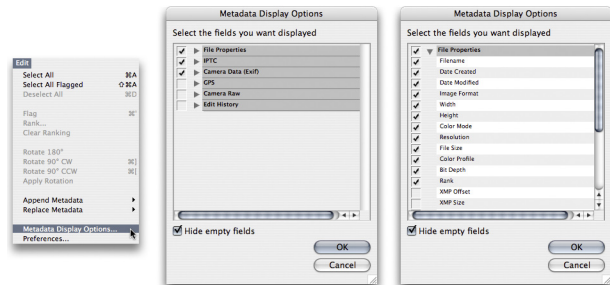 Edit
Select All ⌘A
Select All Flagged ⇧⌘A
Deselect All ⌘D
Flag ⌘'
Rank...
Clear Ranking
Rotate 180°
Rotate 90° CW ⌘]
Rotate 90° CCW ⌘[
Apply Rotation
Append Metadata
Replace Metadata
Metadata Display Options...
Preferences...
Metadata Display Options
Select the fields you want displayed
File Properties
IPTC
Camera Data (Exif)
GPS
Camera Raw
Edit History
Hide empty fields
OK
Cancel
Metadata Display Options
Select the fields you want displayed
File Properties
Filename
Date Created
Date Modified
Image Format
Width
Height
Color Mode
Resolution
File Size
Color Profile
Bit Depth
Rank
XMP Offset
XMP Size
Hide empty fields
OK
Cancel